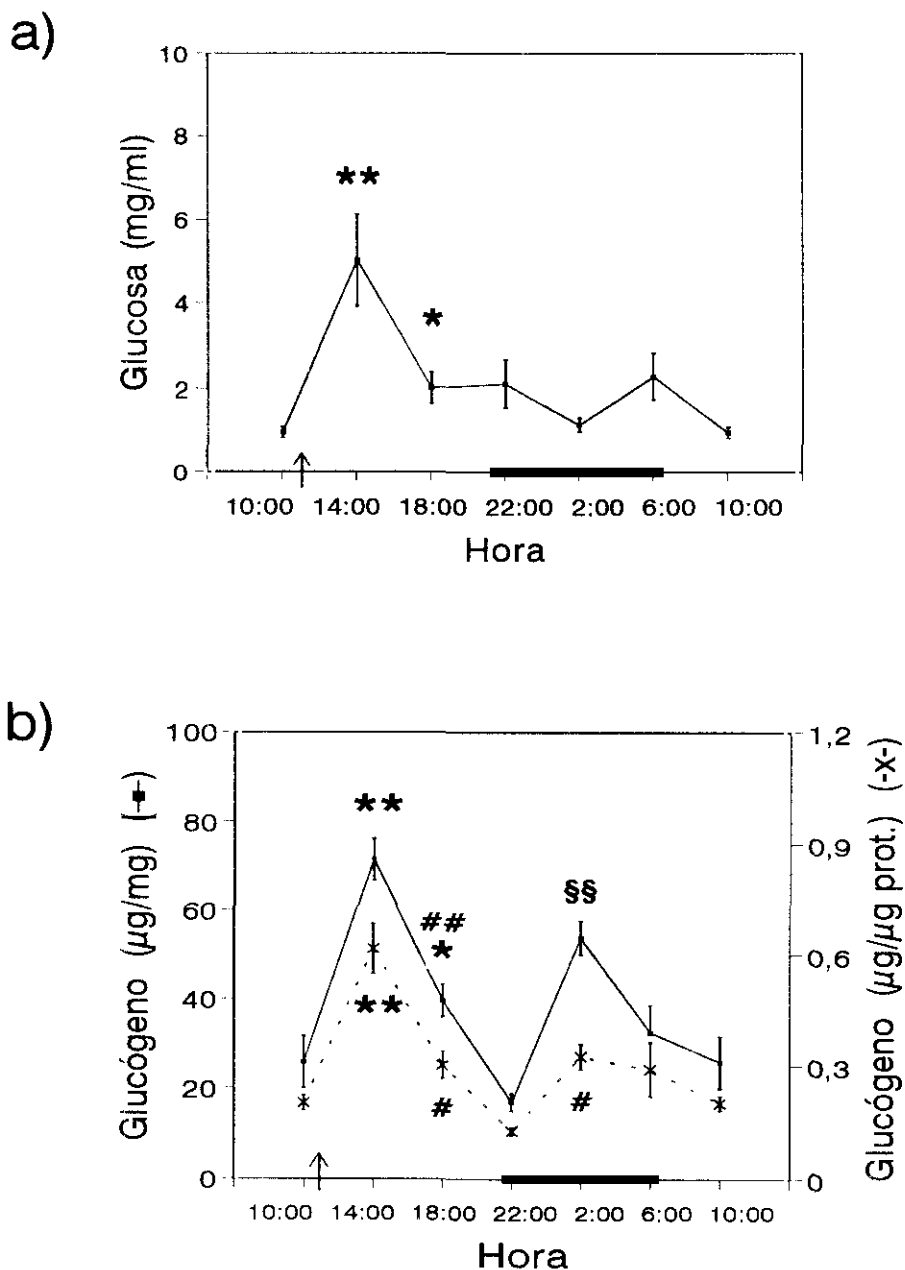 a)
Glucosa (mg/ml)
10
8
6
4
2
0
★★
★
10:00 14:00 18:00 22:00 2:00 6:00 10:00
Hora
b)
Glucógeno (µg/mg) [-■-]
100
80
60
40
20
0
★★
##
★
§§
★★
#
#
1,2
0,9
0,6
0,3
0
Glucógeno (µg/µg prot.) (-x-)
10:00 14:00 18:00 22:00 2:00 6:00 10:00
Hora